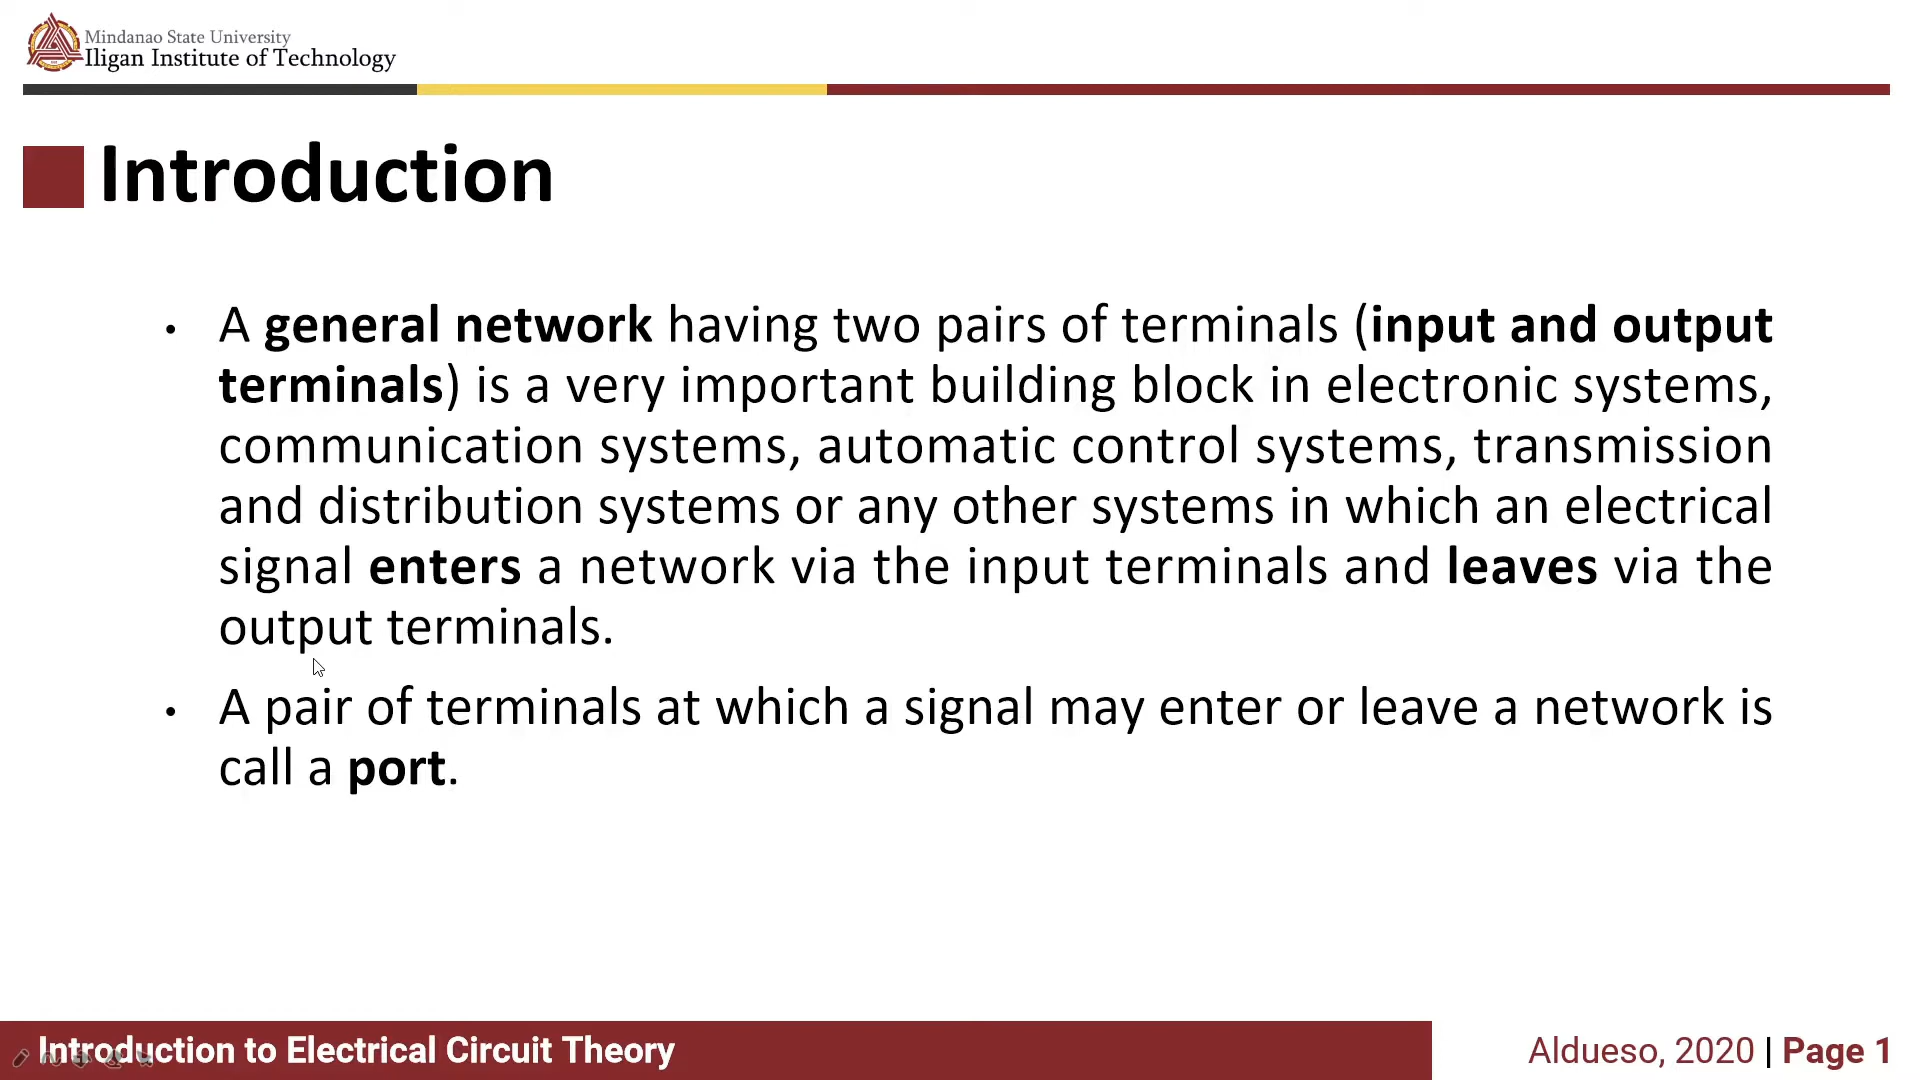 Mindanao State University
Iligan Institute of Technology
Introduction
• A general network having two pairs of terminals (input and output
terminals) is a very important building block in electronic systems,
communication systems, automatic control systems, transmission
and distribution systems or any other systems in which an electrical
signal enters a network via the input terminals and leaves via the
output terminals.
• A pair of terminals at which a signal may enter or leave a network is
call a port.
Introduction to Electrical Circuit Theory
Aldueso, 2020 | Page 1